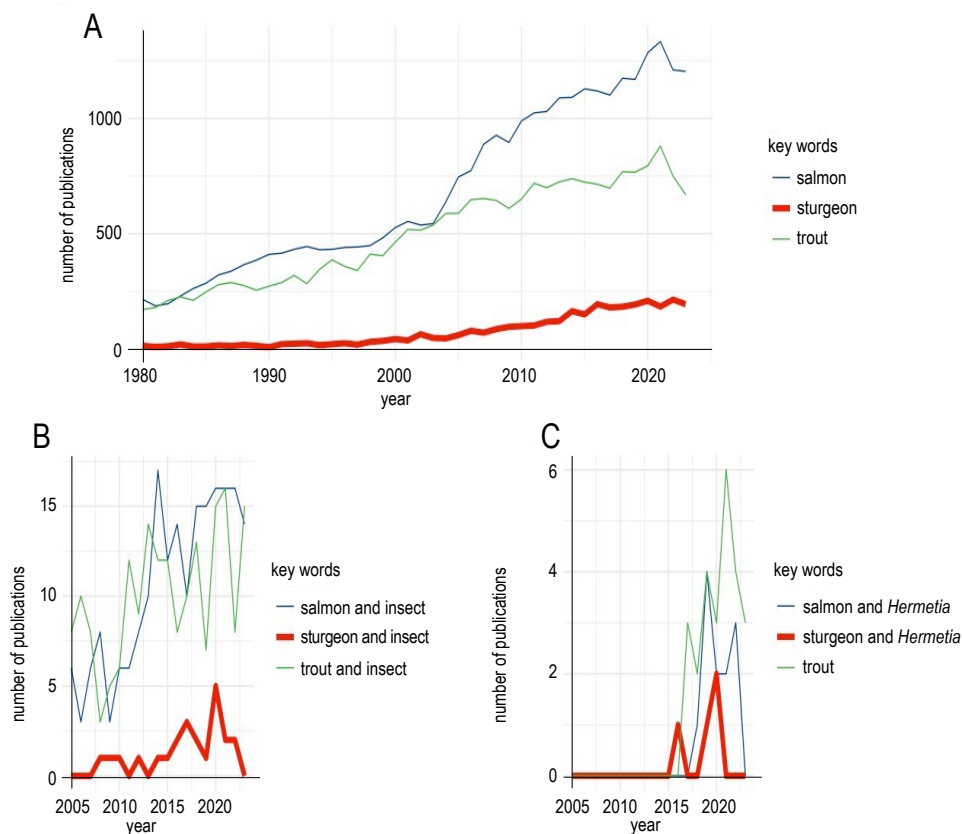 A
1000
500
0
number of publications
1980
1990
2000
2010
2020
year
key words
salmon
sturgeon
trout
B
15
10
5
0
number of publications
2005 2010 2015 2020
year
key words
salmon and insect
sturgeon and insect
trout and insect
C
6
4
2
0
number of publications
2005 2010 2015 2020
year
key words
salmon and Hermetia
sturgeon and Hermetia
trout